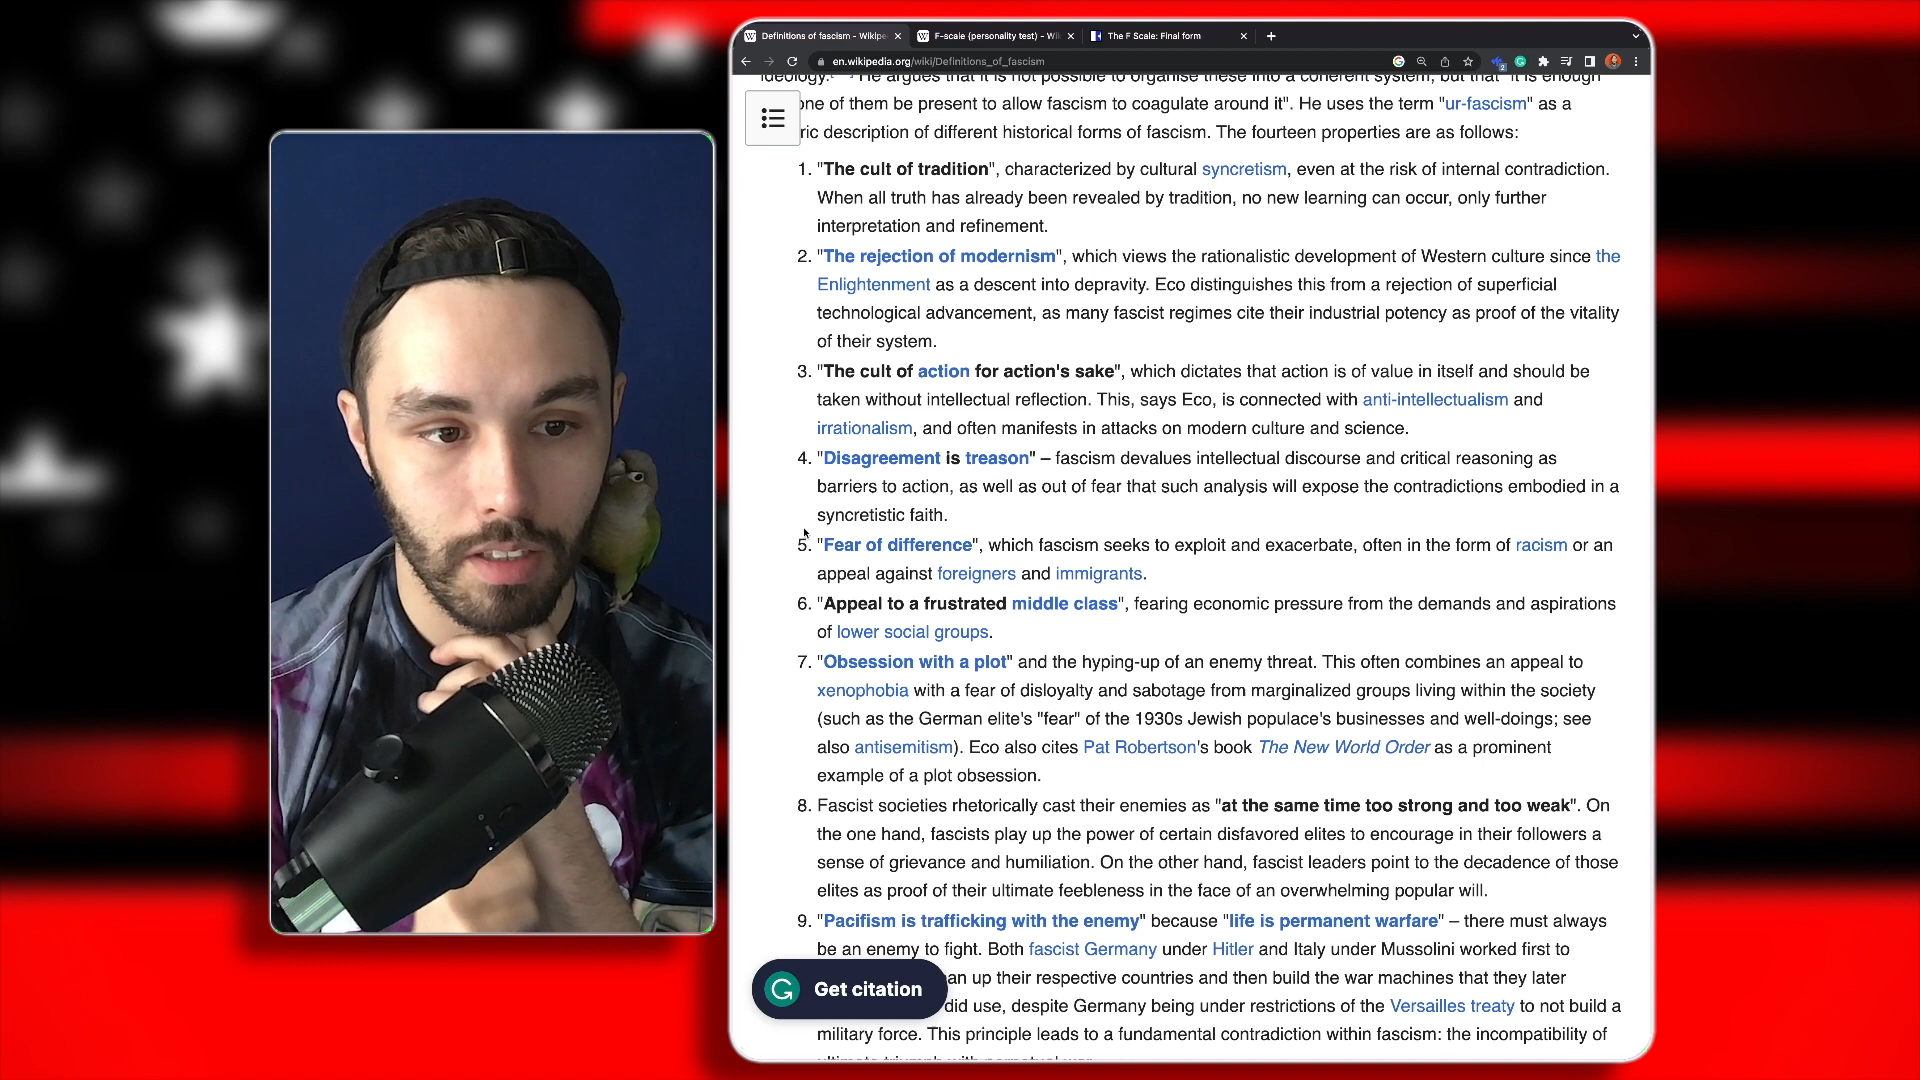 Definitions of fascism - Wikipe
F-scale (personality test) - Wi
The F Scale: Final form
en.wikipedia.org/wiki/Definitions_of_fascism
ideology. He argues that it is not possible to organise these into a coherent system, but that "it is enough
one of them be present to allow fascism to coagulate around it". He uses the term "ur-fascism" as a
ric description of different historical forms of fascism. The fourteen properties are as follows:
1. "The cult of tradition", characterized by cultural syncretism, even at the risk of internal contradiction.
When all truth has already been revealed by tradition, no new learning can occur, only further
interpretation and refinement.
2. "The rejection of modernism", which views the rationalistic development of Western culture since the
Enlightenment as a descent into depravity. Eco distinguishes this from a rejection of superficial
technological advancement, as many fascist regimes cite their industrial potency as proof of the vitality
of their system.
3. "The cult of action for action's sake", which dictates that action is of value in itself and should be
taken without intellectual reflection. This, says Eco, is connected with anti-intellectualism and
irrationalism, and often manifests in attacks on modern culture and science.
4. "Disagreement is treason" – fascism devalues intellectual discourse and critical reasoning as
barriers to action, as well as out of fear that such analysis will expose the contradictions embodied in a
syncretistic faith.
5. "Fear of difference", which fascism seeks to exploit and exacerbate, often in the form of racism or an
appeal against foreigners and immigrants.
6. "Appeal to a frustrated middle class", fearing economic pressure from the demands and aspirations
of lower social groups.
7. "Obsession with a plot" and the hyping-up of an enemy threat. This often combines an appeal to
xenophobia with a fear of disloyalty and sabotage from marginalized groups living within the society
(such as the German elite's "fear" of the 1930s Jewish populace's businesses and well-doings; see
also antisemitism). Eco also cites Pat Robertson's book The New World Order as a prominent
example of a plot obsession.
8. Fascist societies rhetorically cast their enemies as "at the same time too strong and too weak". On
the one hand, fascists play up the power of certain disfavored elites to encourage in their followers a
sense of grievance and humiliation. On the other hand, fascist leaders point to the decadence of those
elites as proof of their ultimate feebleness in the face of an overwhelming popular will.
9. "Pacifism is trafficking with the enemy" because "life is permanent warfare" – there must always
be an enemy to fight. Both fascist Germany under Hitler and Italy under Mussolini worked first to
an up their respective countries and then build the war machines that they later
did use, despite Germany being under restrictions of the Versailles treaty to not build a
military force. This principle leads to a fundamental contradiction within fascism: the incompatibility of
ultimate triumph with perpetual war.
Get citation